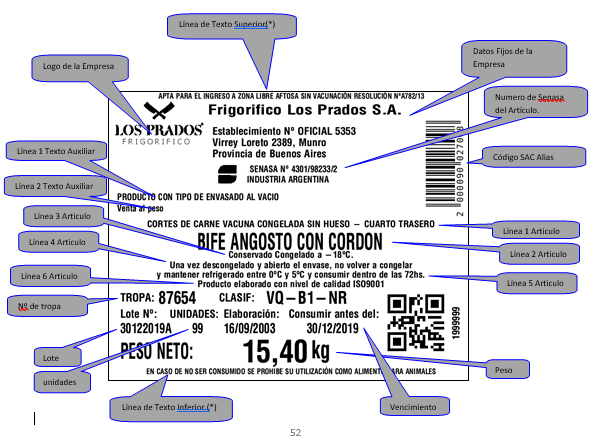 Línea de Texto Superior(*)
Logo de la Empresa
Datos Fijos de la
Empresa
Numero de Senasa
del Artículo.
Código SAC Alias
Línea 1 Texto Auxiliar
Línea 2 Texto Auxiliar
Línea 3 Articulo
Línea 4 Articulo
Línea 6 Articulo
Nº de tropa
Lote
unidades
Línea 1 Articulo
Línea 2 Articulo
Línea 5 Articulo
Peso
Vencimiento
Línea de Texto Inferior.(*)
APTA PARA EL INGRESO A ZONA LIBRE AFTOSA SIN VACUNACIÓN RESOLUCIÓN NºA782/13
Frigorifico Los Prados S.A.
LOS PRADOS
FRIGORIFICO
Establecimiento Nº OFICIAL 5353
Virrey Loreto 2389, Munro
Provincia de Buenos Aires
SENASA Nº 4301/98233/2
INDUSTRIA ARGENTINA
PRODUCTO CON TIPO DE ENVASADO AL VACIO
Venta al peso
CORTES DE CARNE VACUNA CONGELADA SIN HUESO – CUARTO TRASERO
BIFE ANGOSTO CON CORDON
Conservado Congelado a –18ºC.
Una vez descongelado y abierto el envase, no volver a congelar
y mantener refrigerado entre 0ºC y 5ºC y consumir dentro de las 72hs.
Producto elaborado con nivel de calidad ISO9001
TROPA: 87654 CLASIF: VQ-B1-NR
Lote Nº: UNIDADES: Elaboración: Consumir antes del:
30122019A 99 16/09/2003 30/12/2019
1999999
PESO NETO: 15,40 kg
EN CASO DE NO SER CONSUMIDO SE PROHIBE SU UTILIZACIÓN COMO ALIMENTO PARA ANIMALES
52